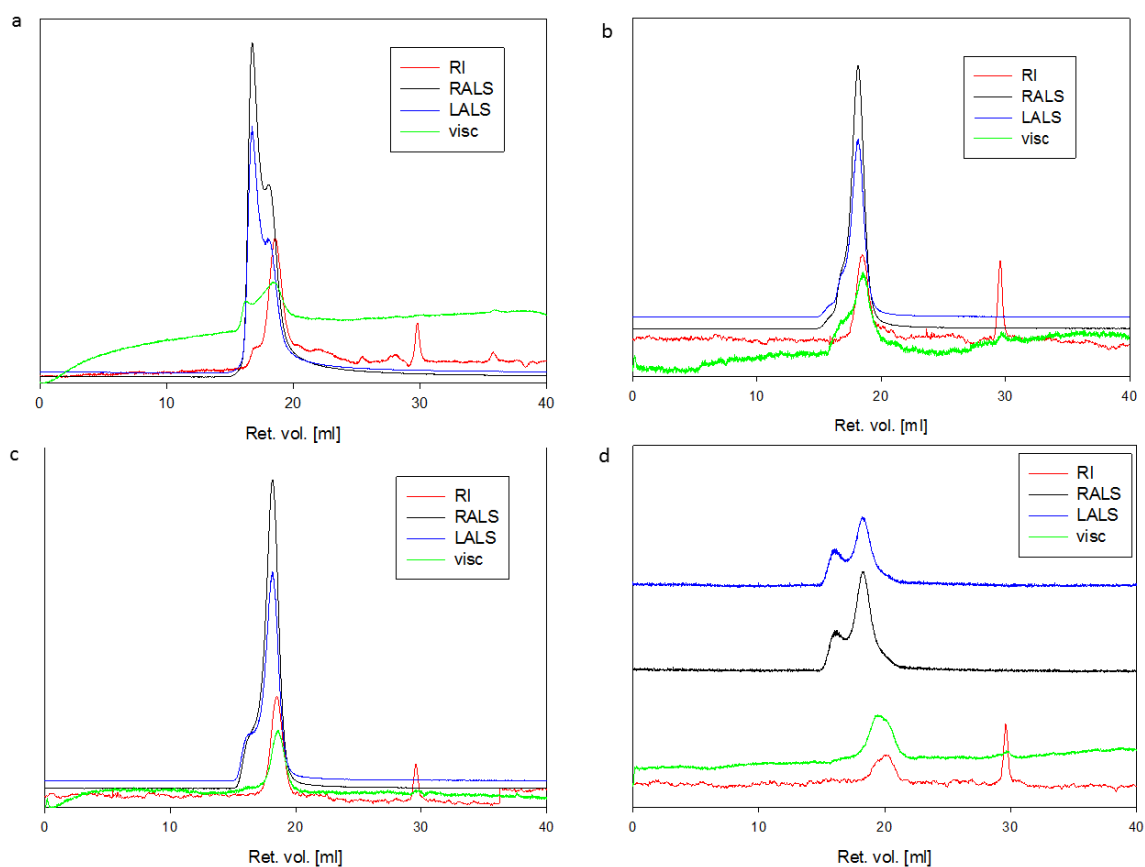 a
RI
RALS
LALS
visc
0 10 20 30 40
Ret. vol. [ml]
b
RI
RALS
LALS
visc
0 10 20 30 40
Ret. vol. [ml]
c
RI
RALS
LALS
visc
0 10 20 30 40
Ret. vol. [ml]
d
RI
RALS
LALS
visc
0 10 20 30 40
Ret. vol. [ml]